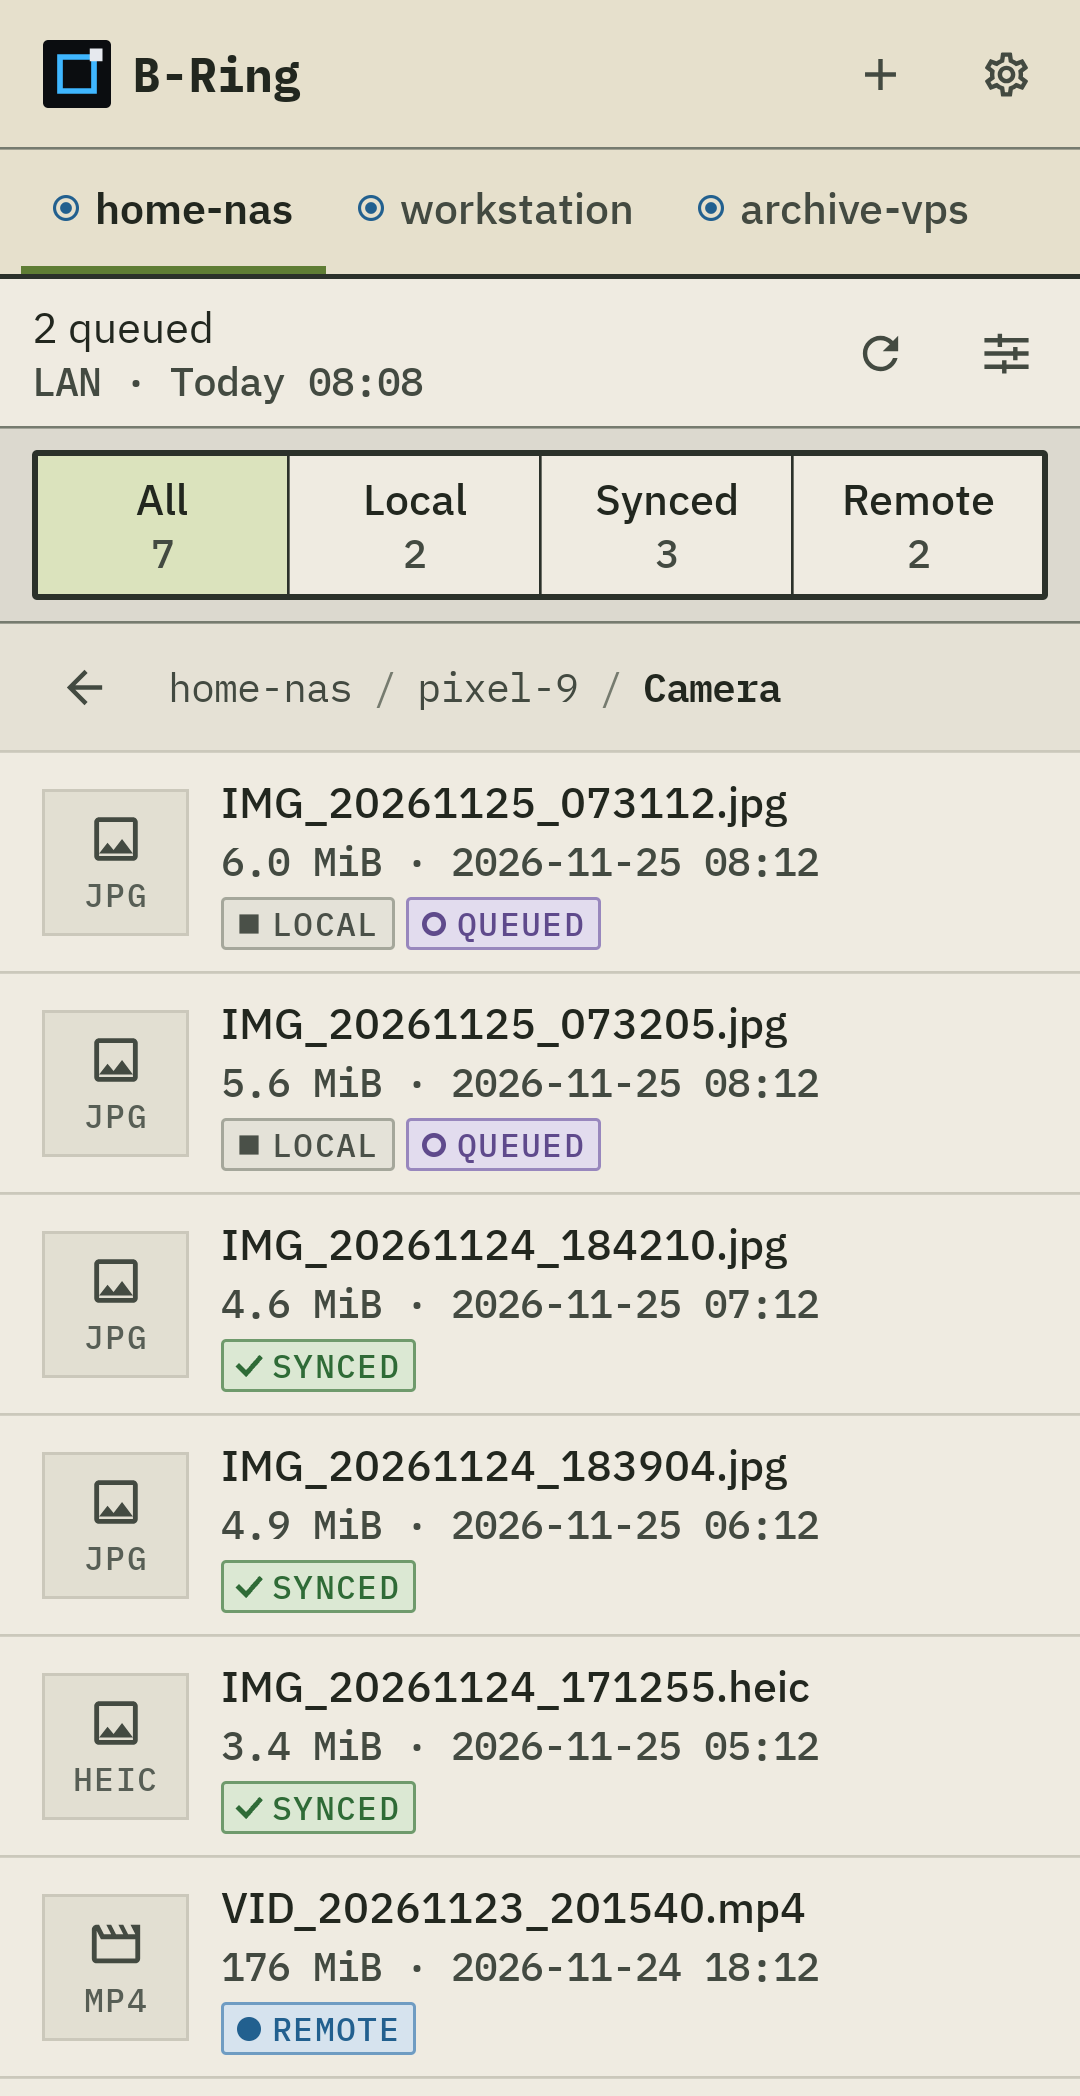 B-Ring
home-nas workstation archive-vps
2 queued
LAN · Today 08:08
All Local Synced Remote
7 2 3 2
home-nas / pixel-9 / Camera
IMG_20261125_073112.jpg
6.0 MiB · 2026-11-25 08:12
JPG
LOCAL QUEUED
IMG_20261125_073205.jpg
5.6 MiB · 2026-11-25 08:12
JPG
LOCAL QUEUED
IMG_20261124_184210.jpg
4.6 MiB · 2026-11-25 07:12
JPG
SYNCED
IMG_20261124_183904.jpg
4.9 MiB · 2026-11-25 06:12
JPG
SYNCED
IMG_20261124_171255.heic
3.4 MiB · 2026-11-25 05:12
HEIC
SYNCED
VID_20261123_201540.mp4
176 MiB · 2026-11-24 18:12
MP4
REMOTE